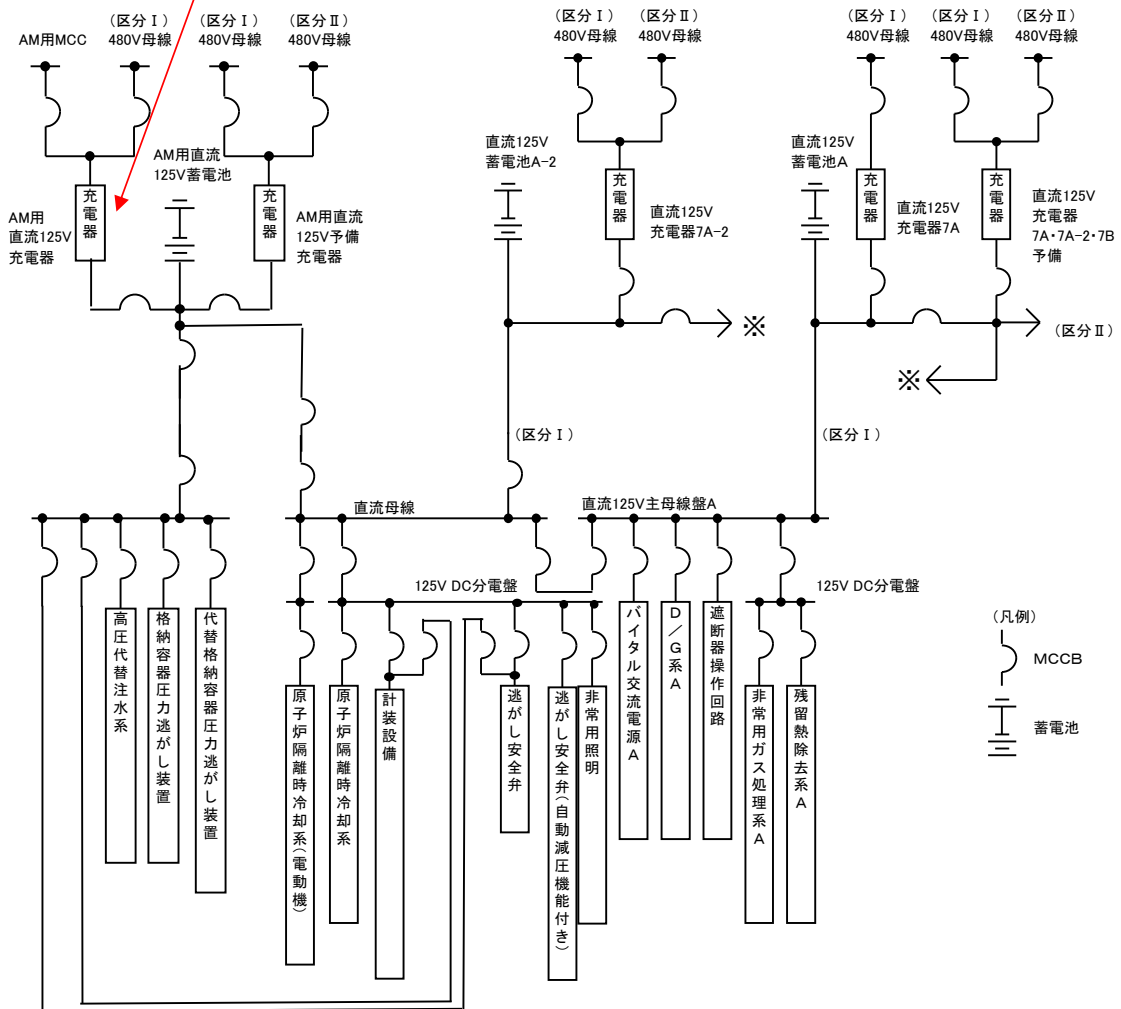 (区分Ⅰ)
(区分Ⅱ)
AM用MCC
480V母線
480V母線
480V母線
(区分Ⅰ)
(区分Ⅰ)
(区分Ⅱ)
480V母線
480V母線
(区分Ⅰ)
(区分Ⅰ)
(区分Ⅱ)
480V母線
480V母線
480V母線
AM用直流
125V蓄電池
充電器
AM用
直流125V
充電器
充電器
AM用直流
125V予備
充電器
直流125V
蓄電池A-2
充電器
直流125V
充電器7A-2
※
直流125V
蓄電池A
充電器
直流125V
充電器7A
充電器
直流125V
充電器
7A・7A-2・7B
予備
(区分Ⅱ)
※
(区分Ⅰ)
(区分Ⅰ)
直流母線
直流125V主母線盤A
125V DC分電盤
125V DC分電盤
高圧代替注水系
格納容器圧力逃がし装置
代替格納容器圧力逃がし装置
原子炉隔離時冷却系(電動機)
原子炉隔離時冷却系
計装設備
逃がし安全弁
逃がし安全弁(自動減圧機能付き)
非常用照明
バイタル交流電源A
D/G系A
遮断器操作回路
非常用ガス処理系A
残留熱除去系A
(凡例)
MCCB
蓄電池